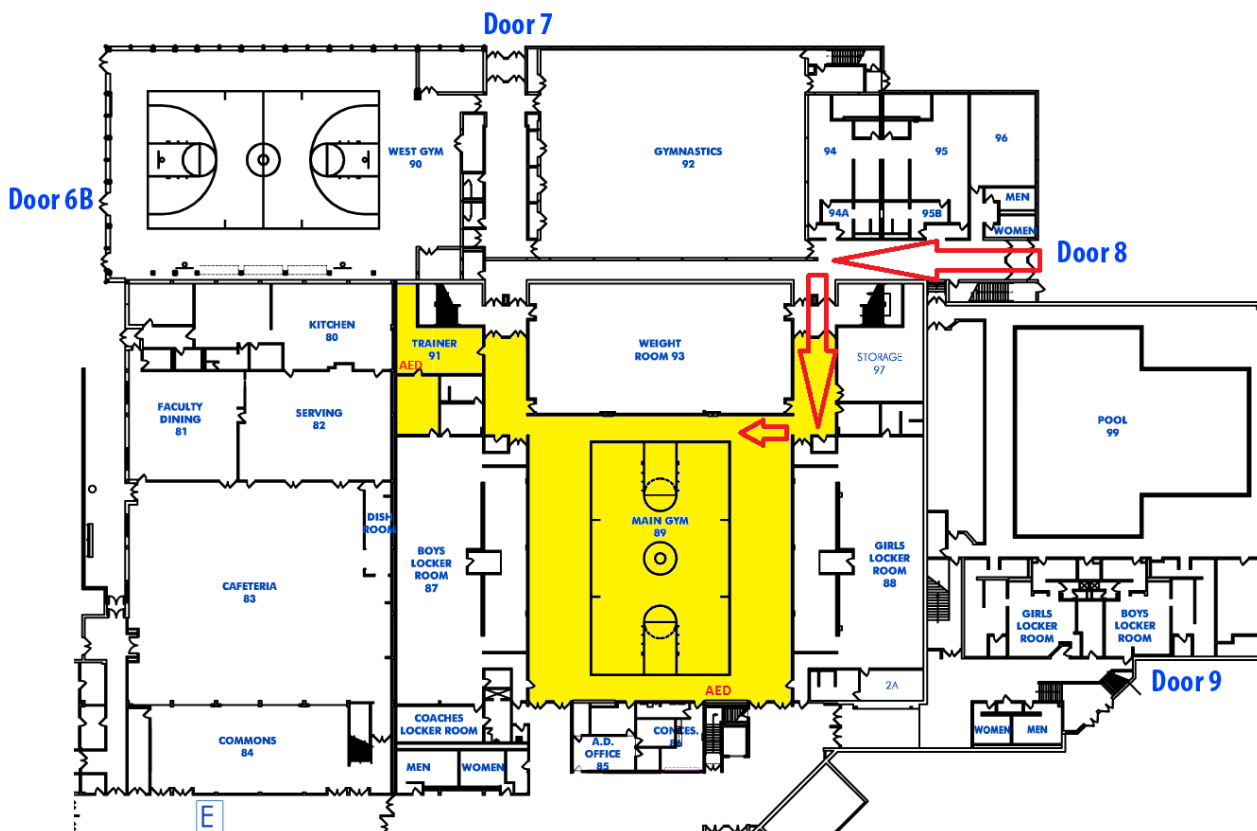 Door 7
WEST GYM
90
GYMNASTICS
92
94
95
96
Door 6B
94A
95B
MEN
WOMEN
Door 8
KITCHEN
80
TRAINER
91
AED
WEIGHT
ROOM 93
STORAGE
97
FACULTY
DINING
81
SERVING
82
POOL
99
DISH
ROOM
MAIN GYM
89
BOYS
LOCKER
ROOM
87
GIRLS
LOCKER
ROOM
88
CAFETERIA
83
GIRLS
LOCKER
ROOM
BOYS
LOCKER
ROOM
AED
2A
Door 9
COACHES
LOCKER ROOM
A.D.
OFFICE
85
CONCES.
86
WOMEN
MEN
COMMONS
84
MEN
WOMEN
E